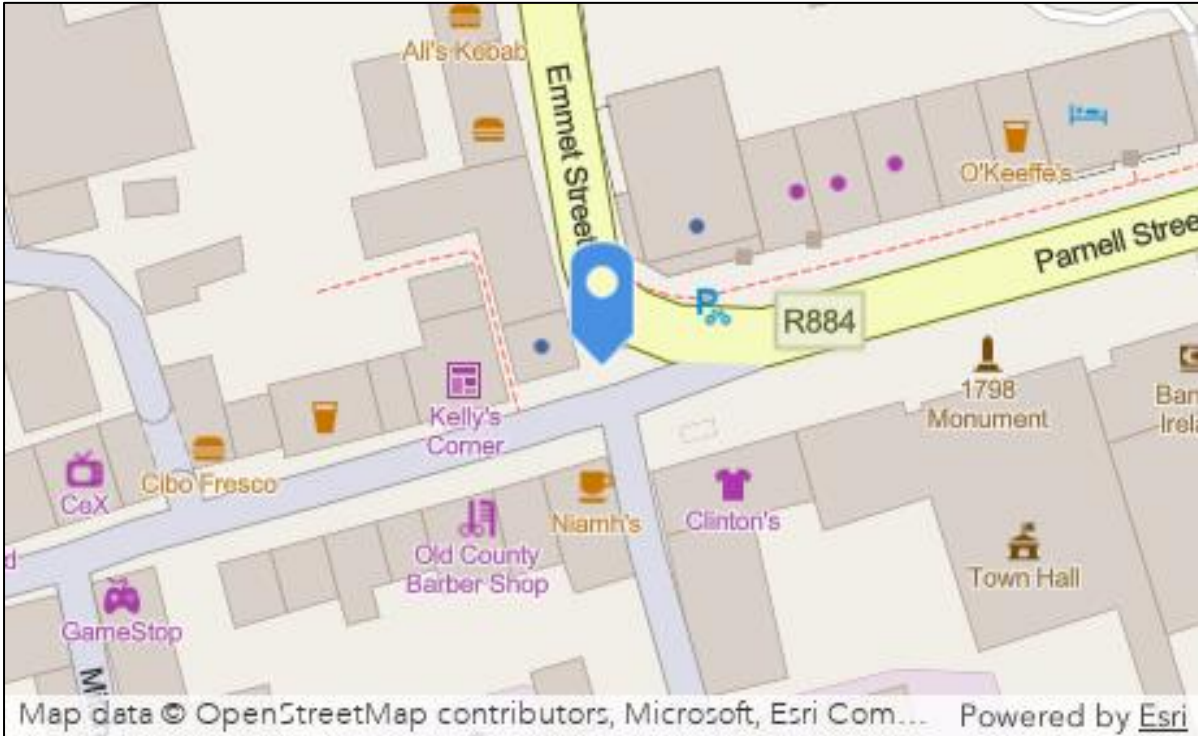 Ali's Kebab
Emmet Street
O'Keeffe's
Parnell Stree
P
R884
1798
Monument
Ban
Irela
Kelly's
Corner
CeX
Cibo Fresco
Niamh's
Clinton's
d
Old County
Barber Shop
Town Hall
GameStop
Mi
Map data © OpenStreetMap contributors, Microsoft, Esri Com... Powered by Esri